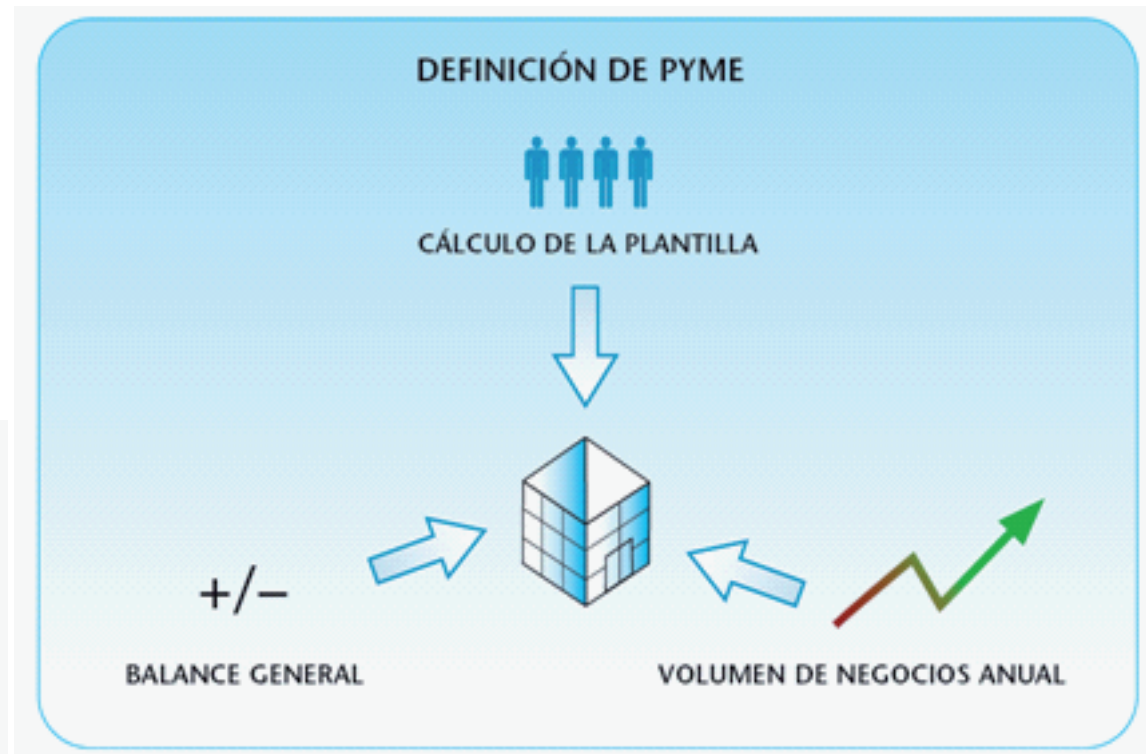 DEFINICIÓN DE PYME
CÁLCULO DE LA PLANTILLA
+/−
BALANCE GENERAL
VOLUMEN DE NEGOCIOS ANUAL